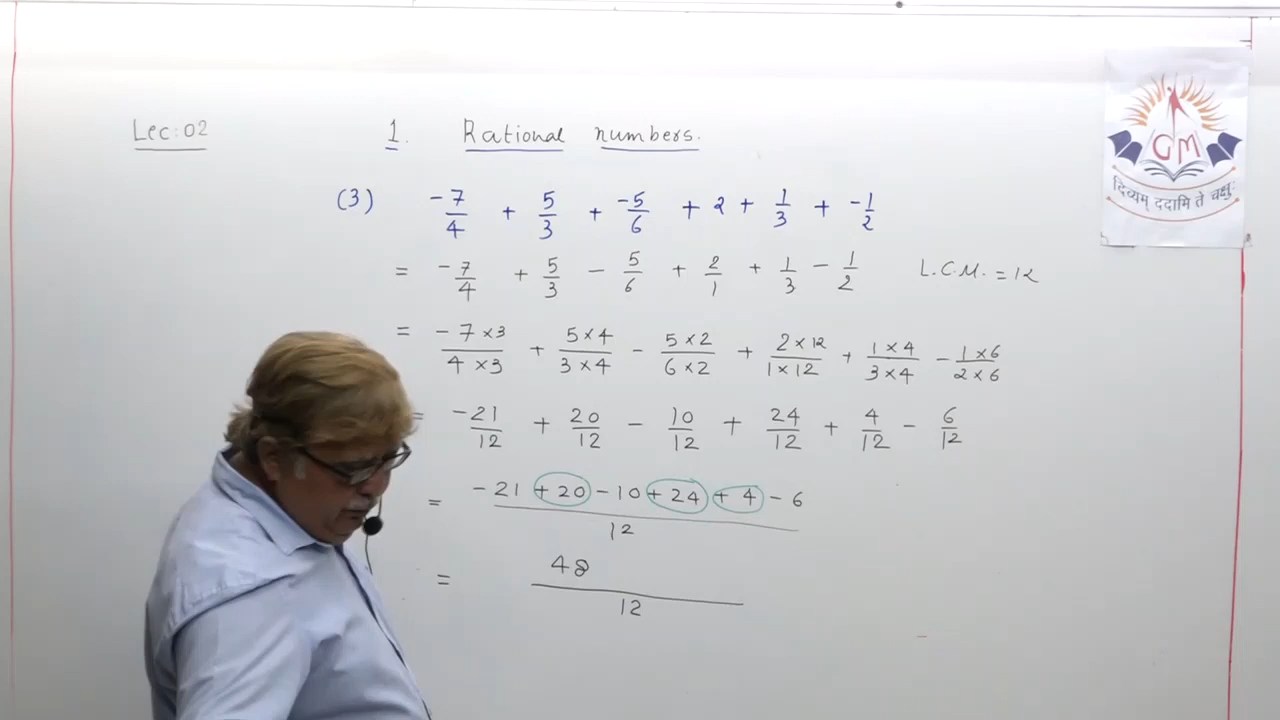 Lec:02
1. Rational numbers.
(3) -7/4 + 5/3 + -5/6 + 2 + 1/3 + -1/2
= -7/4 + 5/3 - 5/6 + 2/1 + 1/3 - 1/2 L.C.M. = 12
= -7×3/4×3 + 5×4/3×4 - 5×2/6×2 + 2×12/1×12 + 1×4/3×4 - 1×6/2×6
= -21/12 + 20/12 - 10/12 + 24/12 + 4/12 - 6/12
= -21 + 20 - 10 + 24 + 4 - 6 / 12
= 48 / 12
GM
दिव्यम् ददामि ते चक्षुः